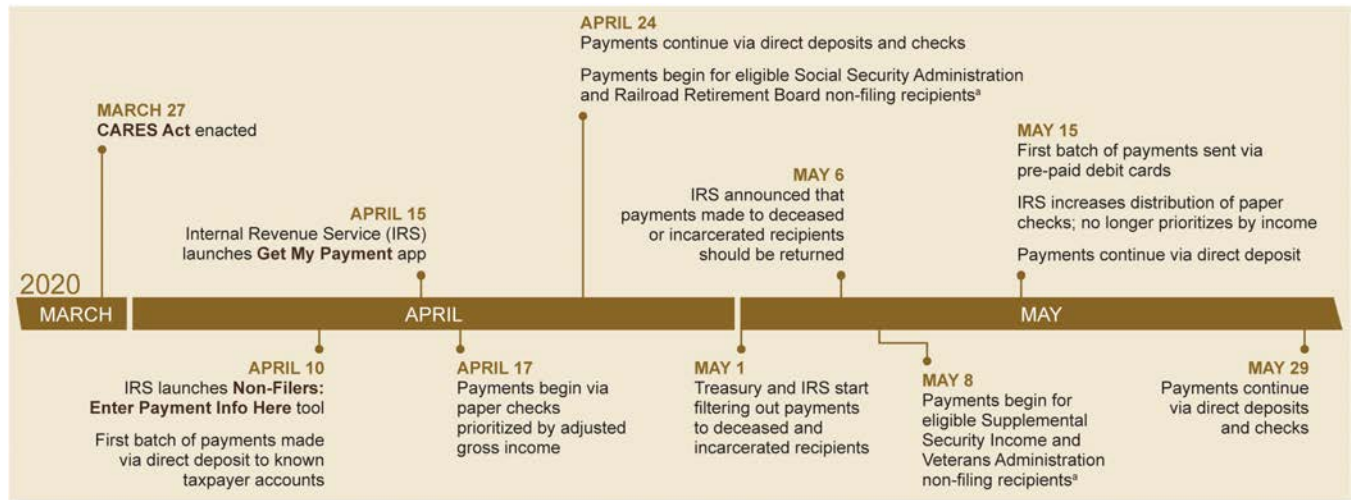 APRIL 24
Payments continue via direct deposits and checks
Payments begin for eligible Social Security Administration
and Railroad Retirement Board non-filing recipientsª
MARCH 27
CARES Act enacted
MAY 15
First batch of payments sent via
pre-paid debit cards
IRS increases distribution of paper
checks; no longer prioritizes by income
Payments continue via direct deposit
MAY 6
IRS announced that
payments made to deceased
or incarcerated recipients
should be returned
APRIL 15
Internal Revenue Service (IRS)
launches Get My Payment app
2020
MARCH
APRIL
MAY
APRIL 10
IRS launches Non-Filers:
Enter Payment Info Here tool
First batch of payments made
via direct deposit to known
taxpayer accounts
APRIL 17
Payments begin via
paper checks
prioritized by adjusted
gross income
MAY 1
Treasury and IRS start
filtering out payments
to deceased and
incarcerated recipients
MAY 8
Payments begin for
eligible Supplemental
Security Income and
Veterans Administration
non-filing recipientsª
MAY 29
Payments continue
via direct deposits
and checks